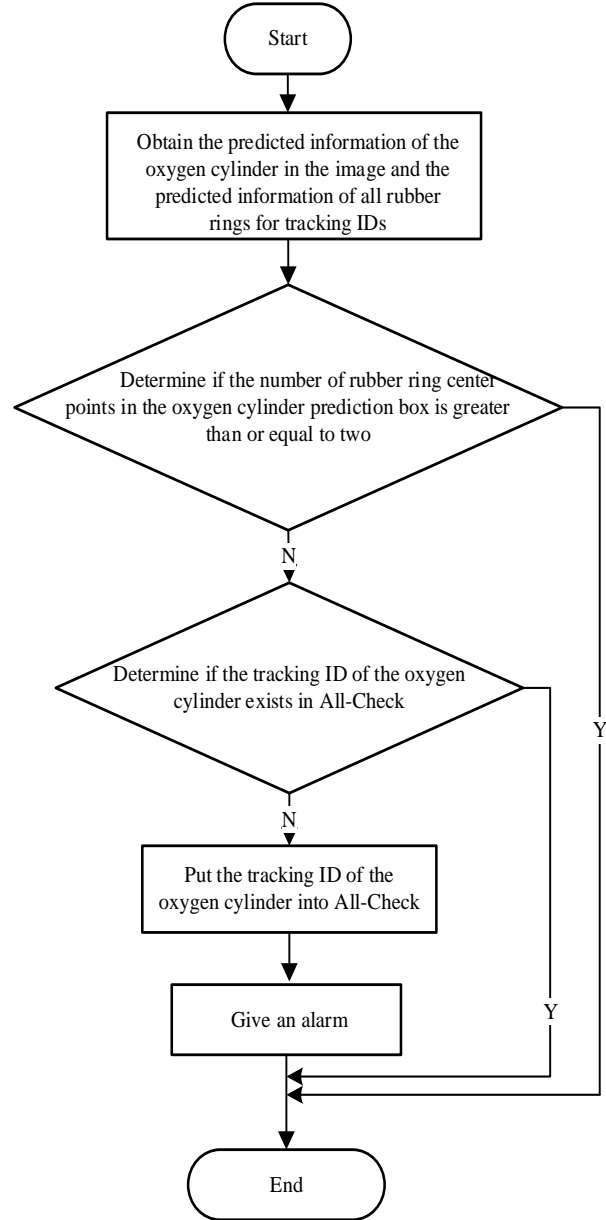 Start
Obtain the predicted information of the
oxygen cylinder in the image and the
predicted information of all rubber
rings for tracking IDs
Determine if the number of rubber ring center
points in the oxygen cylinder prediction box is greater
than or equal to two
N
Determine if the tracking ID of the oxygen
cylinder exists in All-Check
Y
N
Put the tracking ID of the
oxygen cylinder into All-Check
Give an alarm
Y
End